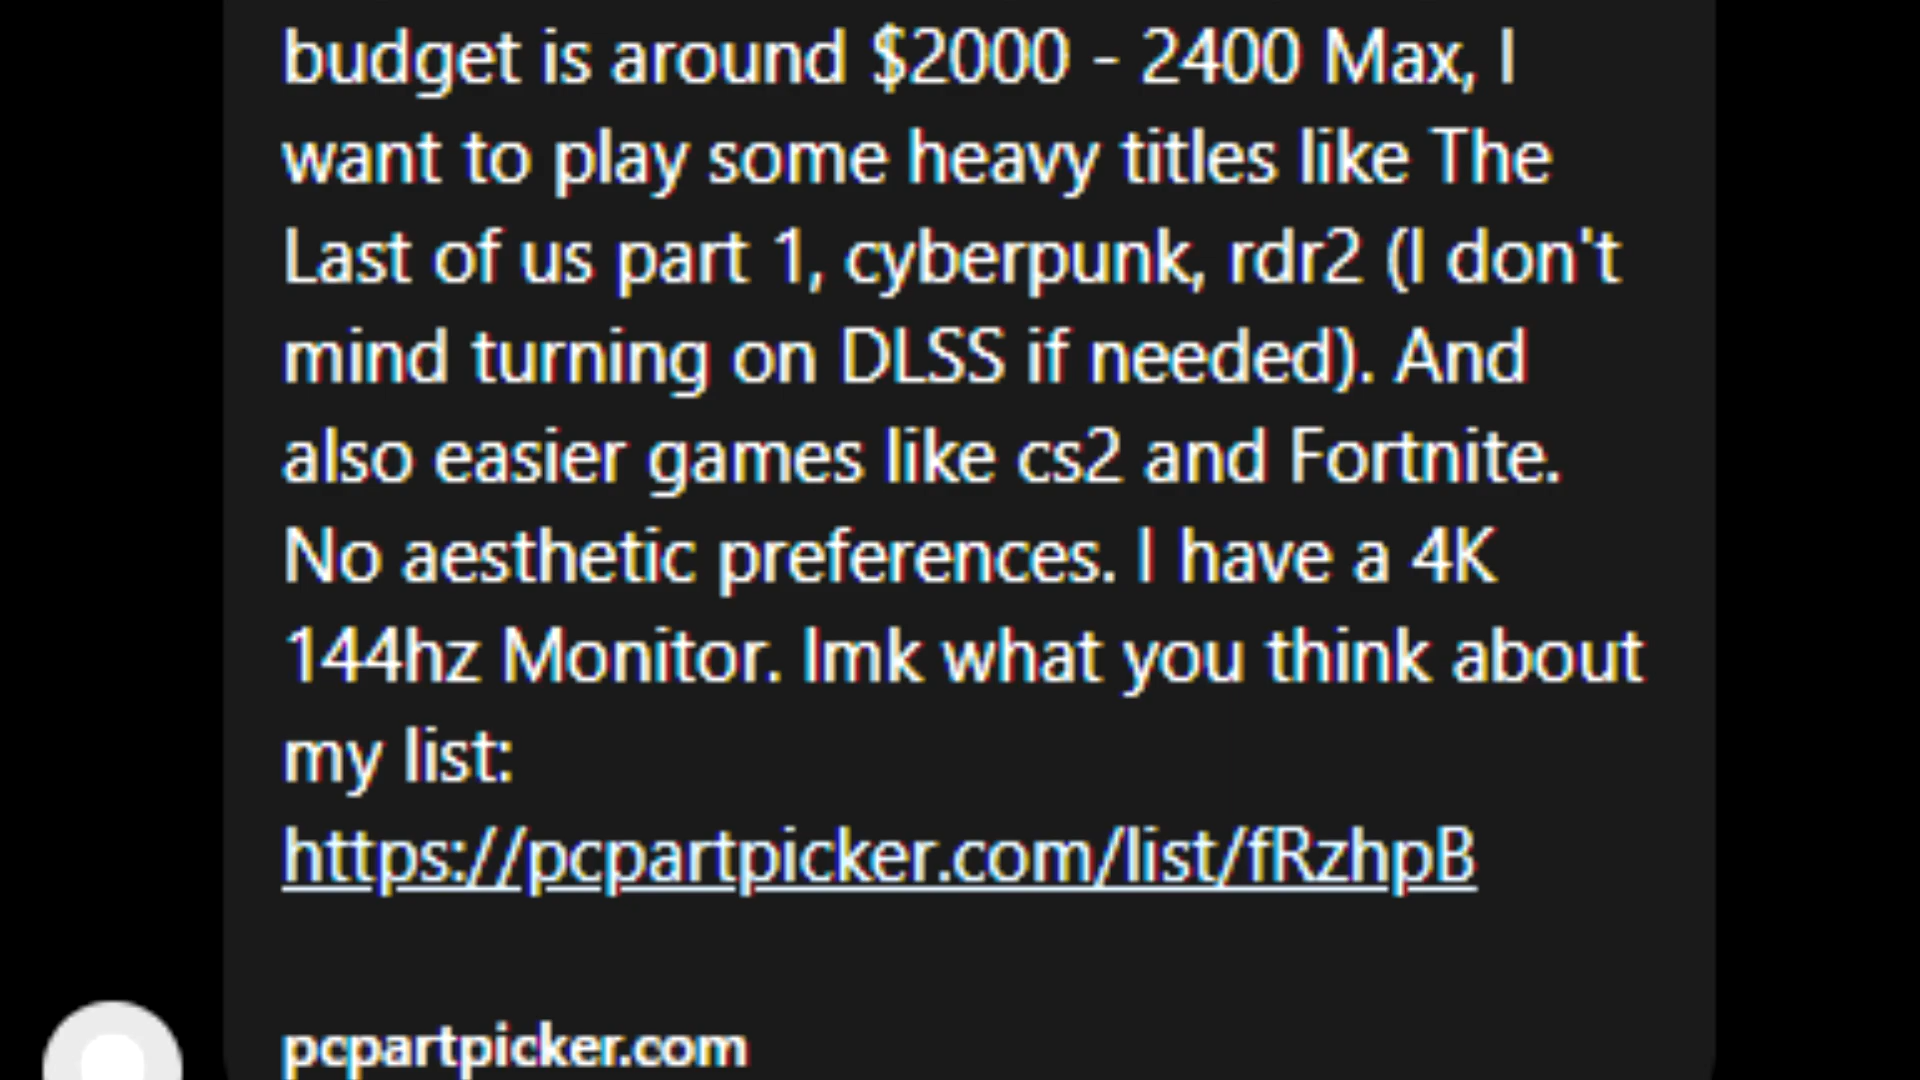 budget is around $2000 - 2400 Max, I
want to play some heavy titles like The
Last of us part 1, cyberpunk, rdr2 (I don't
mind turning on DLSS if needed). And
also easier games like cs2 and Fortnite.
No aesthetic preferences. I have a 4K
144hz Monitor. lmk what you think about
my list:
https://pcpartpicker.com/list/fRzhpB
pcpartpicker.com